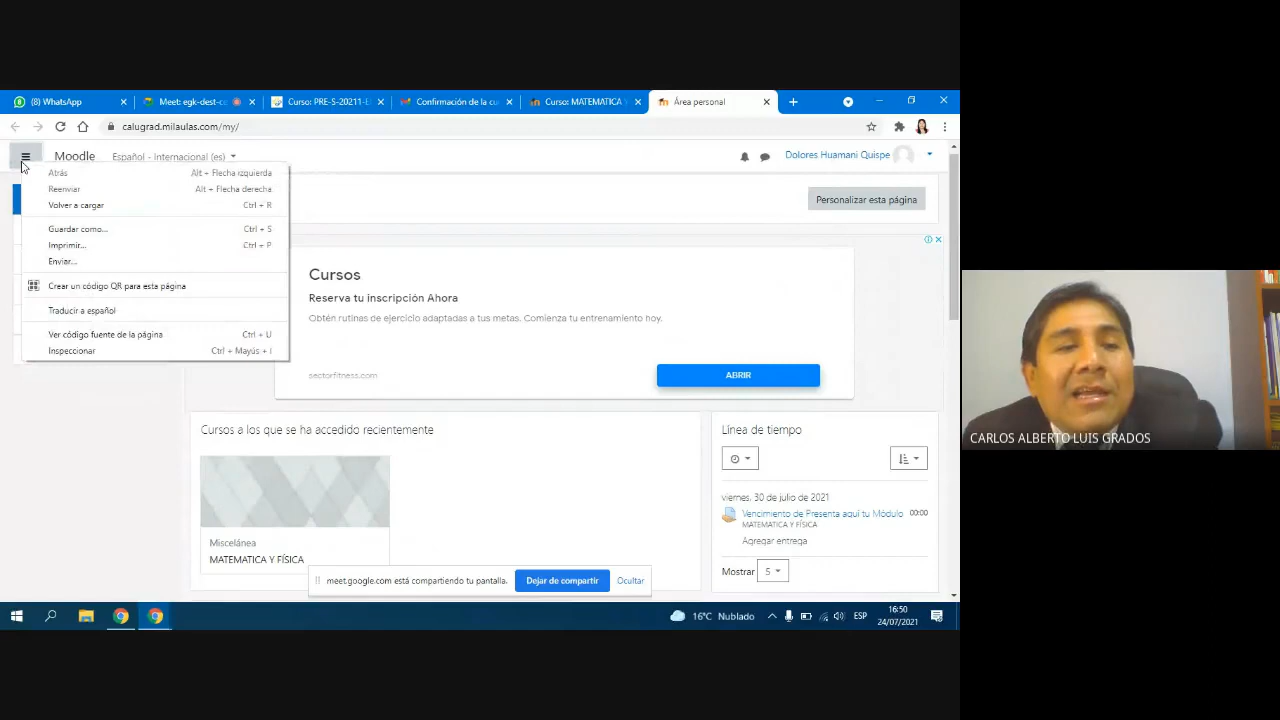 (8) WhatsApp
Meet: egk-dest-c
Curso: PRE-S-20211-E
Confirmación de la cu
Curso: MATEMATICA Y
Área personal
calugrad.milaulas.com/my/
Moodle
Español - Internacional (es)
Dolores Huamani Quispe
Atrás Alt + Flecha izquierda
Reenviar Alt + Flecha derecha
Volver a cargar Ctrl + R
Guardar como... Ctrl + S
Imprimir... Ctrl + P
Enviar...
Crear un código QR para esta página
Traducir a español
Ver código fuente de la página Ctrl + U
Inspeccionar Ctrl + Mayús + I
Personalizar esta página
Cursos
Reserva tu inscripción Ahora
Obtén rutinas de ejercicio adaptadas a tus metas. Comienza tu entrenamiento hoy.
sectorfitness.com
ABRIR
Cursos a los que se ha accedido recientemente
Miscelánea
MATEMATICA Y FÍSICA
Línea de tiempo
viernes, 30 de julio de 2021
Vencimiento de Presenta aquí tu Módulo 00:00
MATEMATICA Y FÍSICA
Agregar entrega
Mostrar 5
meet.google.com está compartiendo tu pantalla.
Dejar de compartir
Ocultar
16°C Nublado
ESP
16:50
24/07/2021
CARLOS ALBERTO LUIS GRADOS